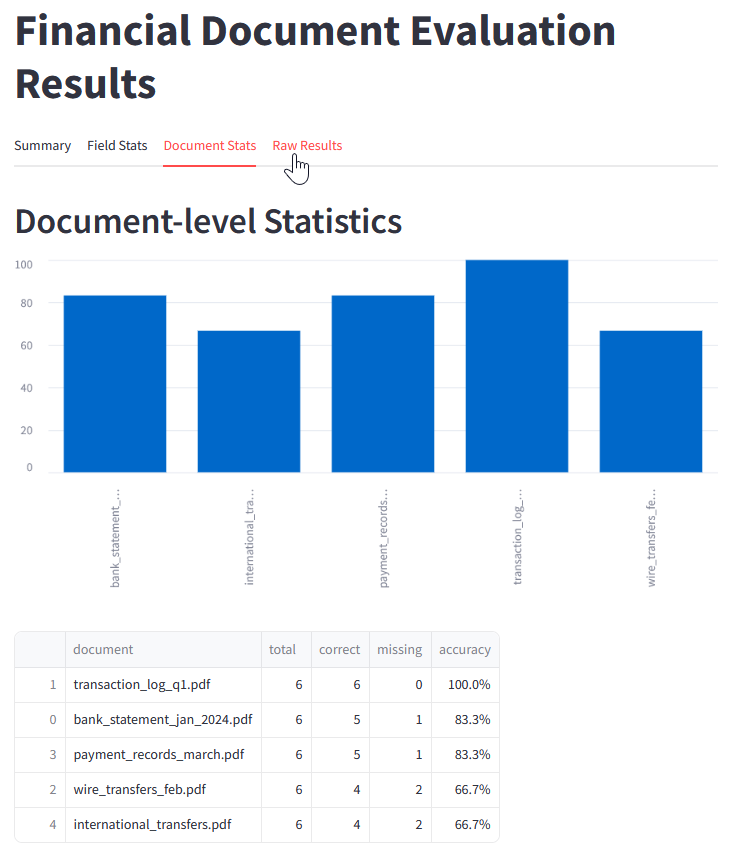 Financial Document Evaluation
Results
Summary Field Stats Document Stats Raw Results
Document-level Statistics
100
80
60
40
20
0
bank_statement_...
international_tra...
payment_records...
transaction_log_...
wire_transfers_fe...
document total correct missing accuracy
1 transaction_log_q1.pdf 6 6 0 100.0%
0 bank_statement_jan_2024.pdf 6 5 1 83.3%
3 payment_records_march.pdf 6 5 1 83.3%
2 wire_transfers_feb.pdf 6 4 2 66.7%
4 international_transfers.pdf 6 4 2 66.7%